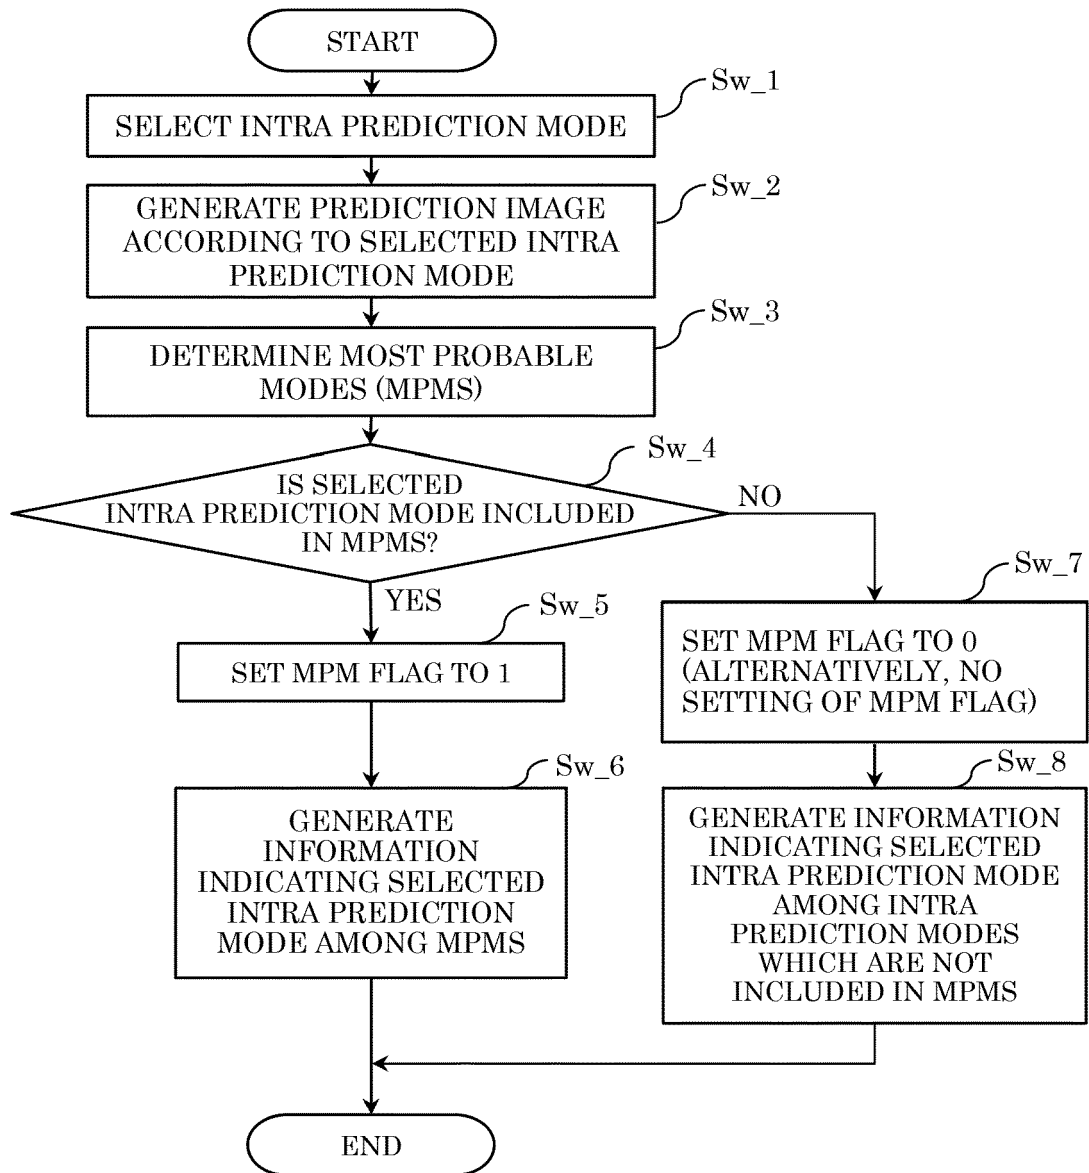 START
Sw_1
SELECT INTRA PREDICTION MODE
Sw_2
GENERATE PREDICTION IMAGE
ACCORDING TO SELECTED INTRA
PREDICTION MODE
Sw_3
DETERMINE MOST PROBABLE
MODES (MPMS)
Sw_4
IS SELECTED
INTRA PREDICTION MODE INCLUDED
IN MPMS?
NO
YES
Sw_5
SET MPM FLAG TO 1
Sw_6
GENERATE
INFORMATION
INDICATING SELECTED
INTRA PREDICTION
MODE AMONG MPMS
Sw_7
SET MPM FLAG TO 0
(ALTERNATIVELY, NO
SETTING OF MPM FLAG)
Sw_8
GENERATE INFORMATION
INDICATING SELECTED
INTRA PREDICTION MODE
AMONG INTRA
PREDICTION MODES
WHICH ARE NOT
INCLUDED IN MPMS
END